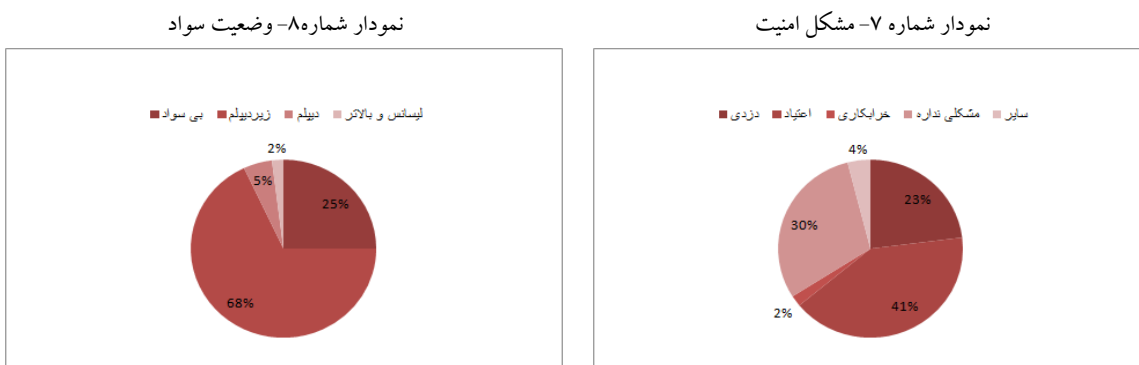 نمودار شماره ۷- مشکل امنیت
دزدی اعتیاد خرابکاری مشکلی نداره سایر
4%
23%
30%
41%
2%
نمودار شماره۸- وضعیت سواد
بی سواد زیردیپلم دیپلم لیسانس و بالاتر
2%
5%
25%
68%